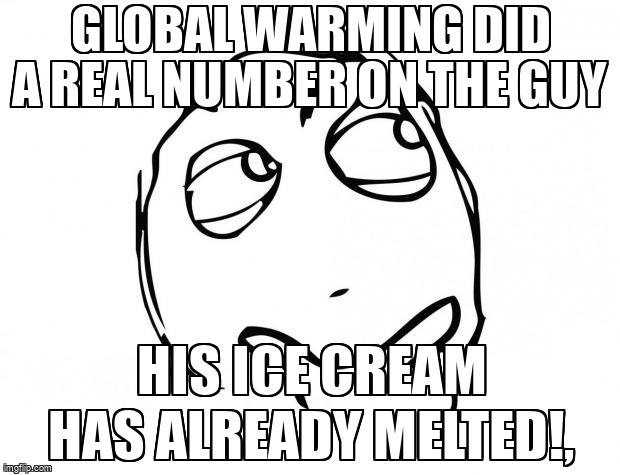 GLOBAL WARMING DID
A REAL NUMBER ON THE GUY
HIS ICE CREAM
HAS ALREADY MELTED!,
imgflip.com